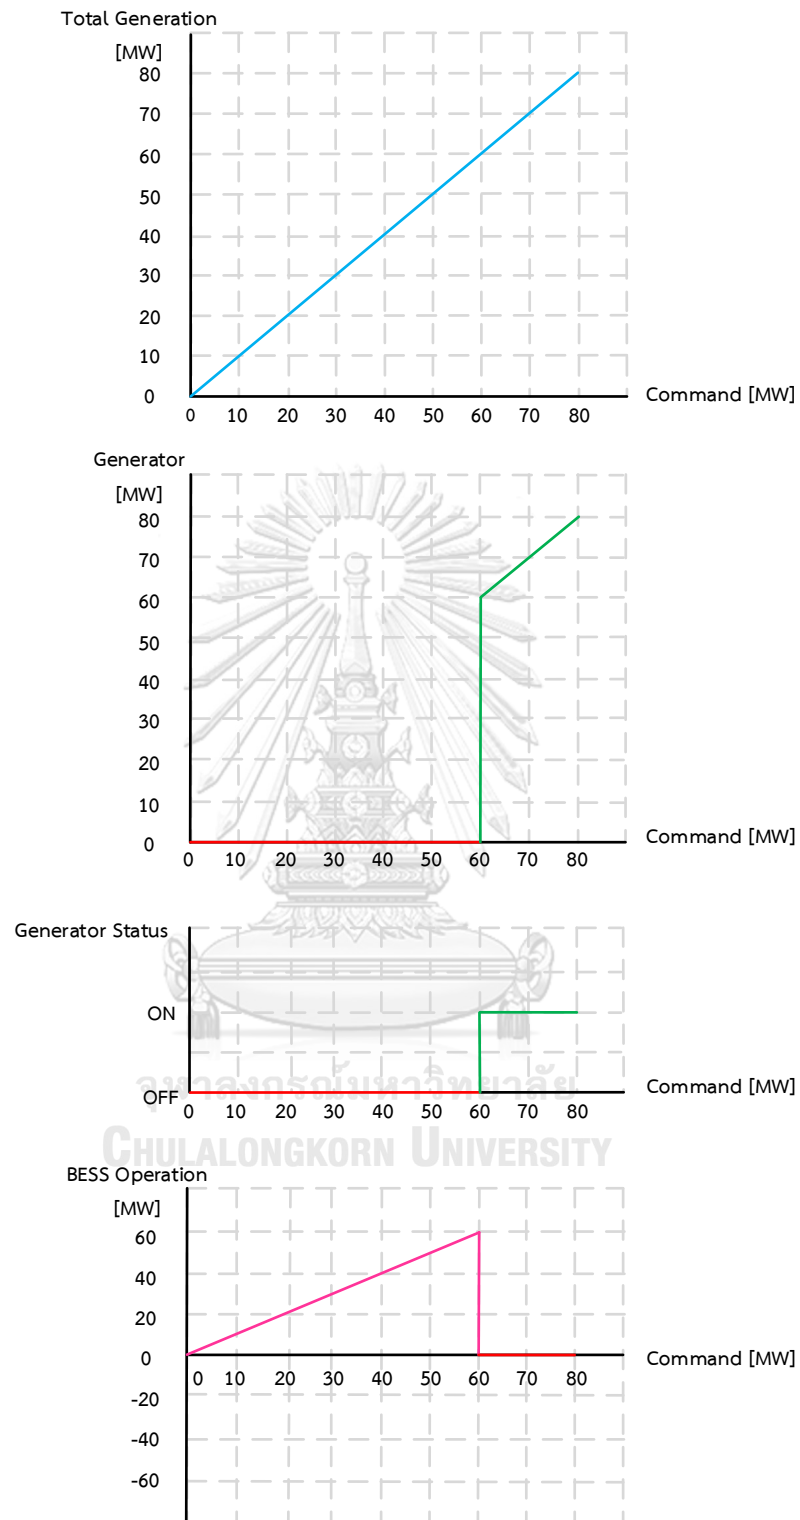 Total Generation
[MW]
80
70
60
50
40
30
20
10
0
0 10 20 30 40 50 60 70 80
Command [MW]
Generator
[MW]
80
70
60
50
40
30
20
10
0
0 10 20 30 40 50 60 70 80
Command [MW]
Generator Status
ON
OFF
0 10 20 30 40 50 60 70 80
Command [MW]
จุฬาลงกรณ์มหาวิทยาลัย
CHULALONGKORN UNIVERSITY
BESS Operation
[MW]
60
40
20
0
0 10 20 30 40 50 60 70 80
Command [MW]
-20
-40
-60